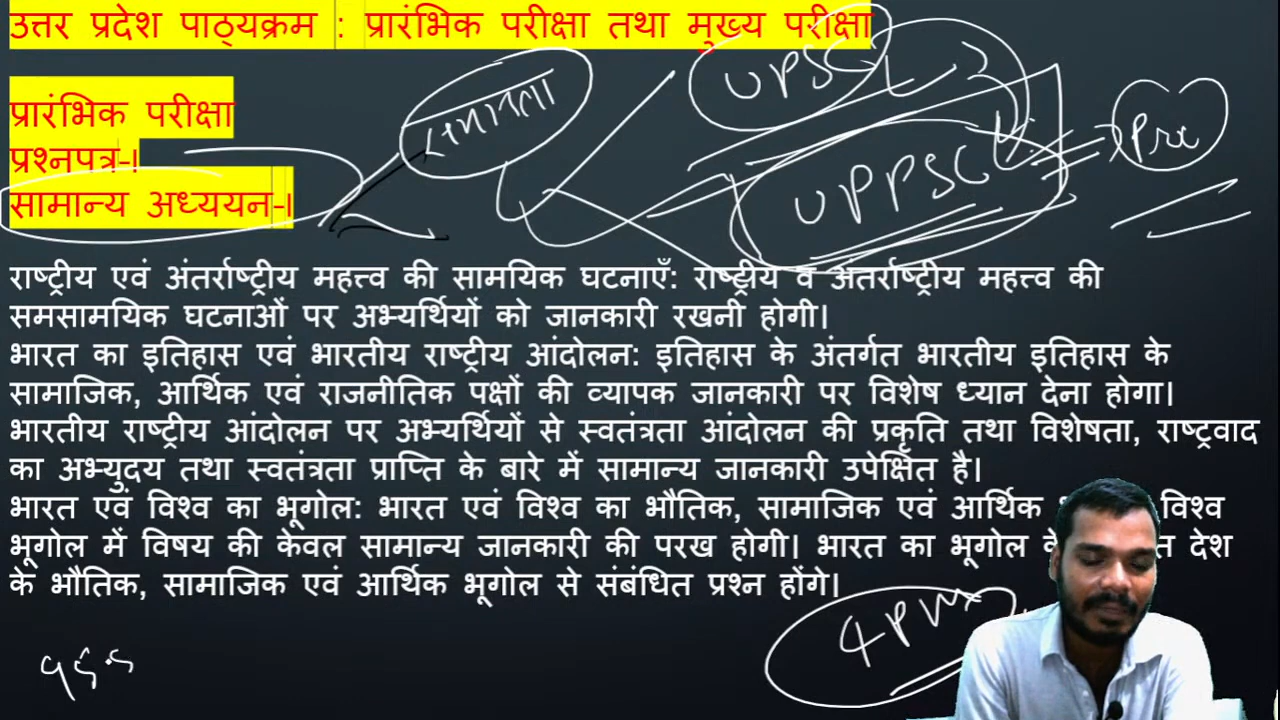 उत्तर प्रदेश पाठ्यक्रम : प्रारंभिक परीक्षा तथा मुख्य परीक्षा
UPSC
समानता
Pre
प्रारंभिक परीक्षा
प्रश्नपत्र-।
UPPSC
सामान्य अध्ययन-।
राष्ट्रीय एवं अंतर्राष्ट्रीय महत्त्व की सामयिक घटनाएँ: राष्ट्रीय व अंतर्राष्ट्रीय महत्त्व की
समसामयिक घटनाओं पर अभ्यर्थियों को जानकारी रखनी होगी।
भारत का इतिहास एवं भारतीय राष्ट्रीय आंदोलन: इतिहास के अंतर्गत भारतीय इतिहास के
सामाजिक, आर्थिक एवं राजनीतिक पक्षों की व्यापक जानकारी पर विशेष ध्यान देना होगा।
भारतीय राष्ट्रीय आंदोलन पर अभ्यर्थियों से स्वतंत्रता आंदोलन की प्रकृति तथा विशेषता, राष्ट्रवाद
का अभ्युदय तथा स्वतंत्रता प्राप्ति के बारे में सामान्य जानकारी उपेक्षित है।
भारत एवं विश्व का भूगोल: भारत एवं विश्व का भौतिक, सामाजिक एवं आर्थिक विश्व
भूगोल में विषय की केवल सामान्य जानकारी की परख होगी। भारत का भूगोल देश
के भौतिक, सामाजिक एवं आर्थिक भूगोल से संबंधित प्रश्न होंगे।